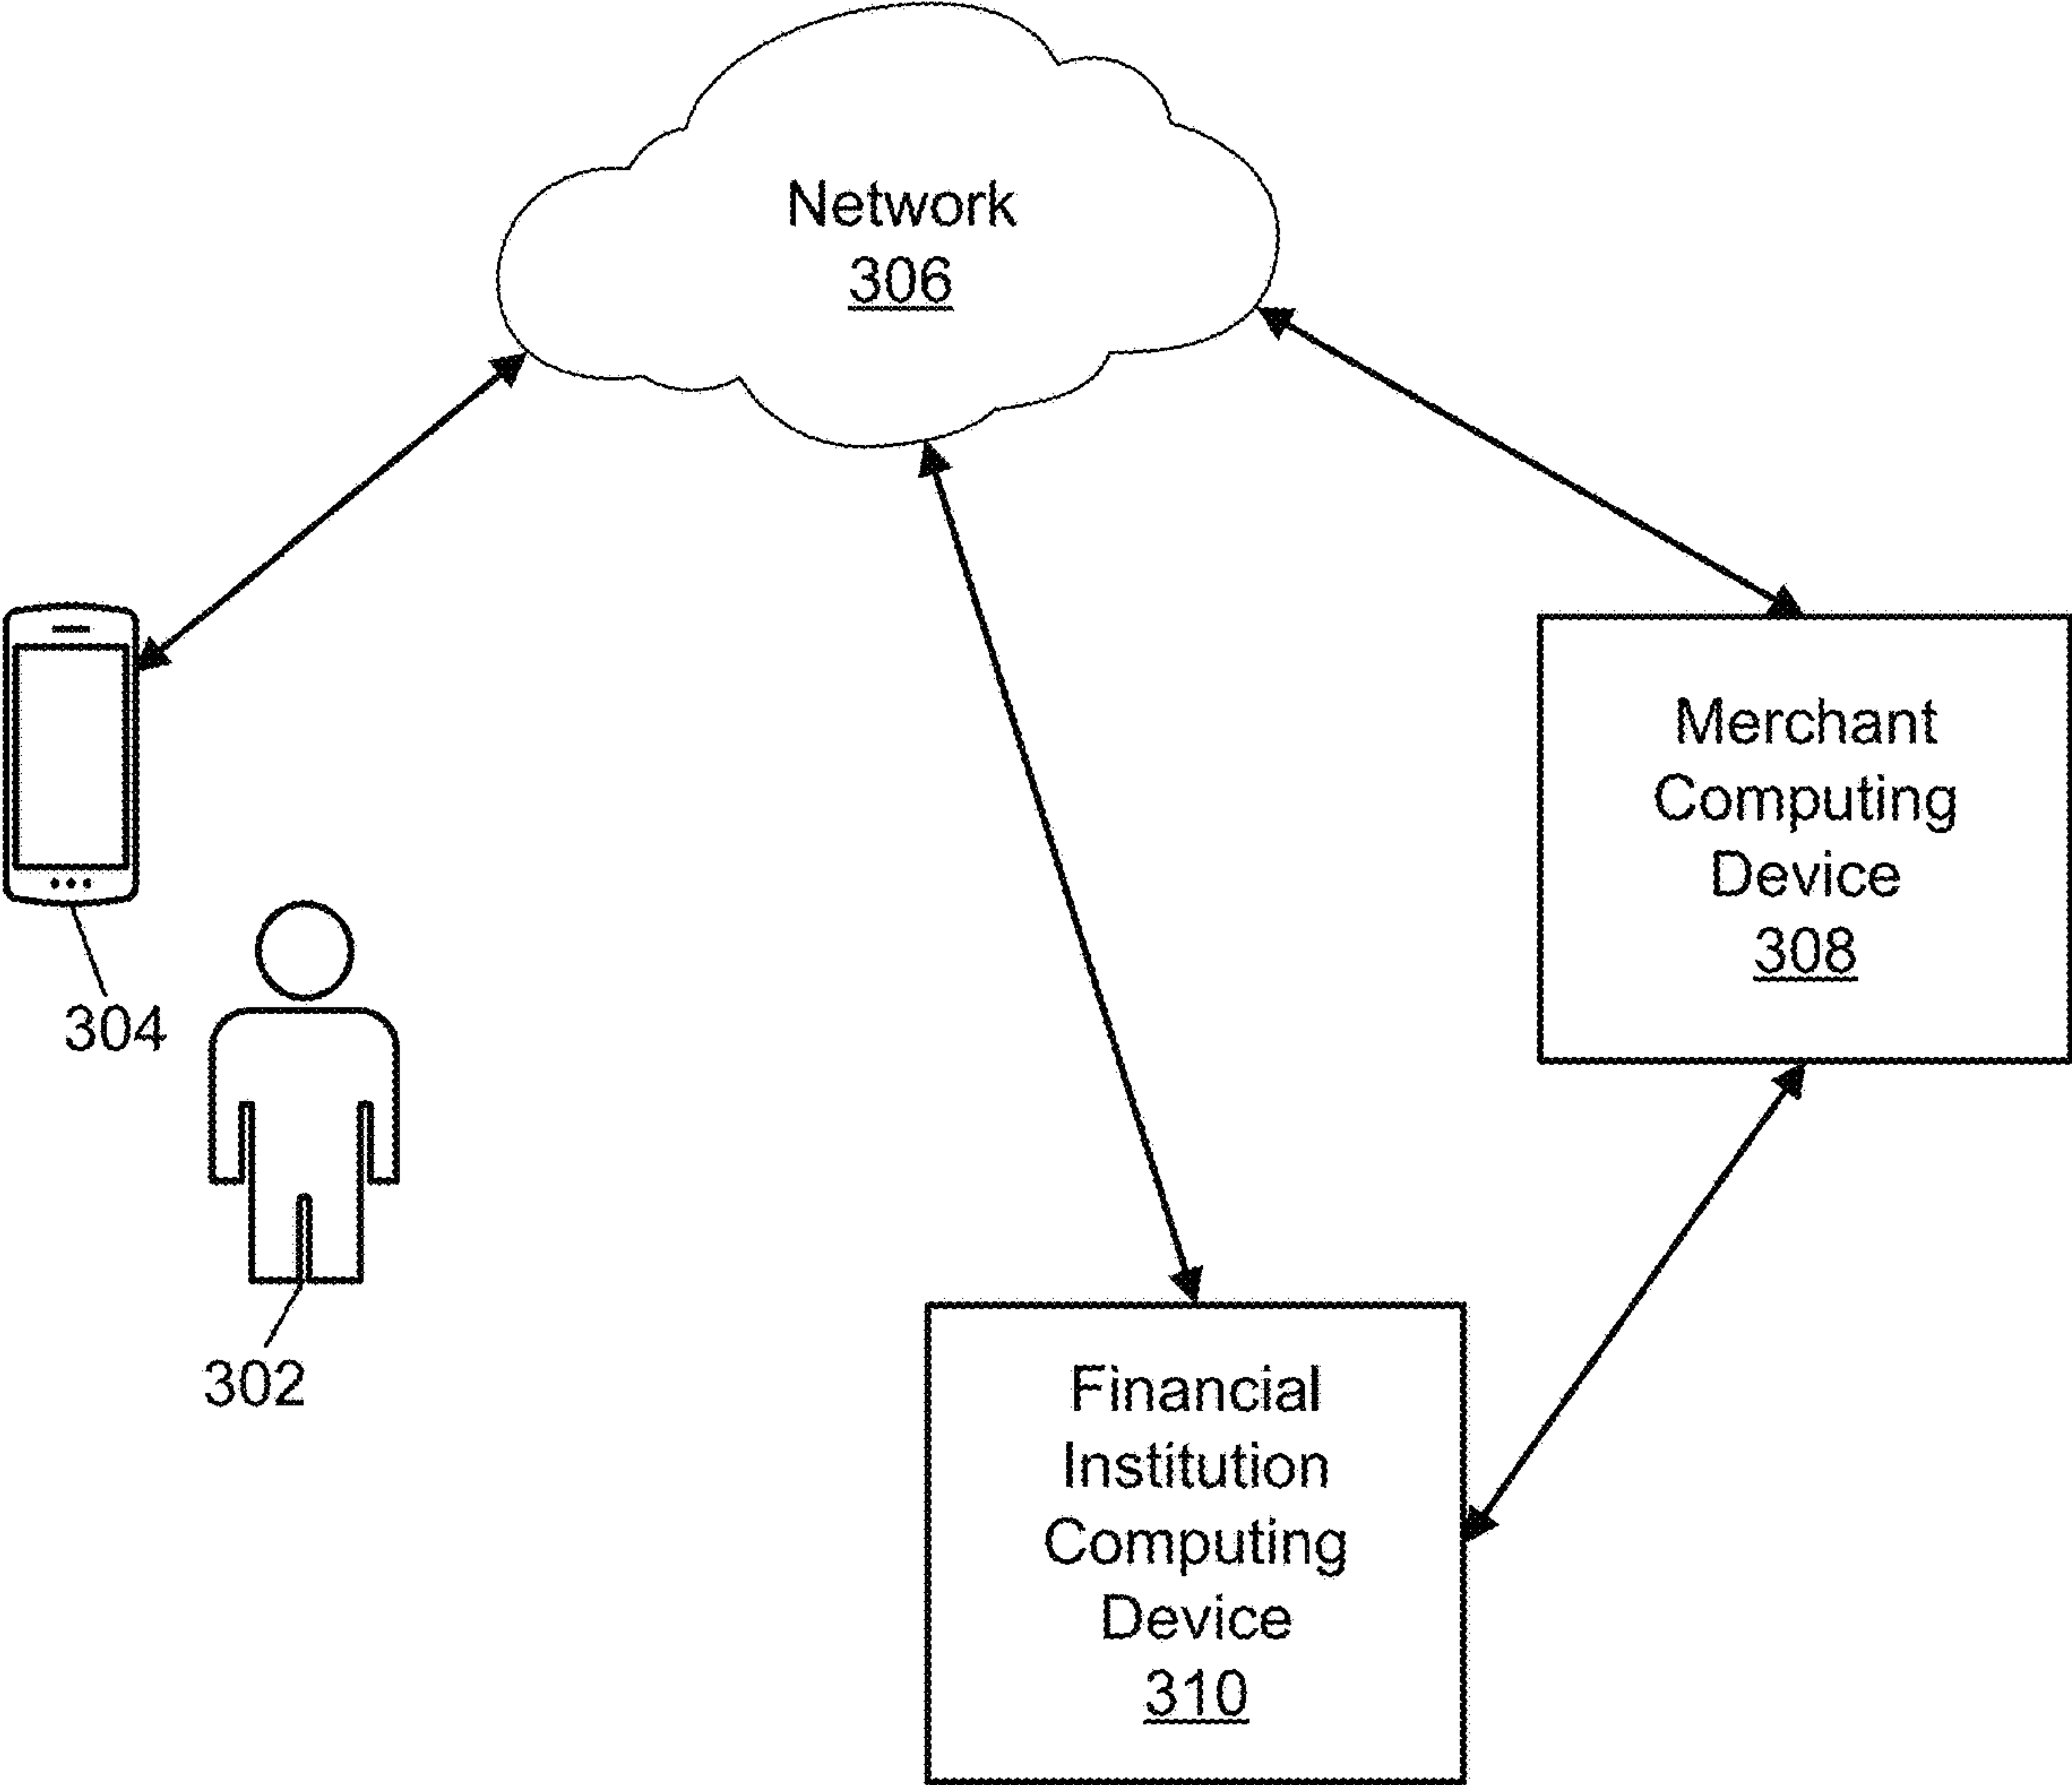 Network
306
304
302
Merchant
Computing
Device
308
Financial
Institution
Computing
Device
310